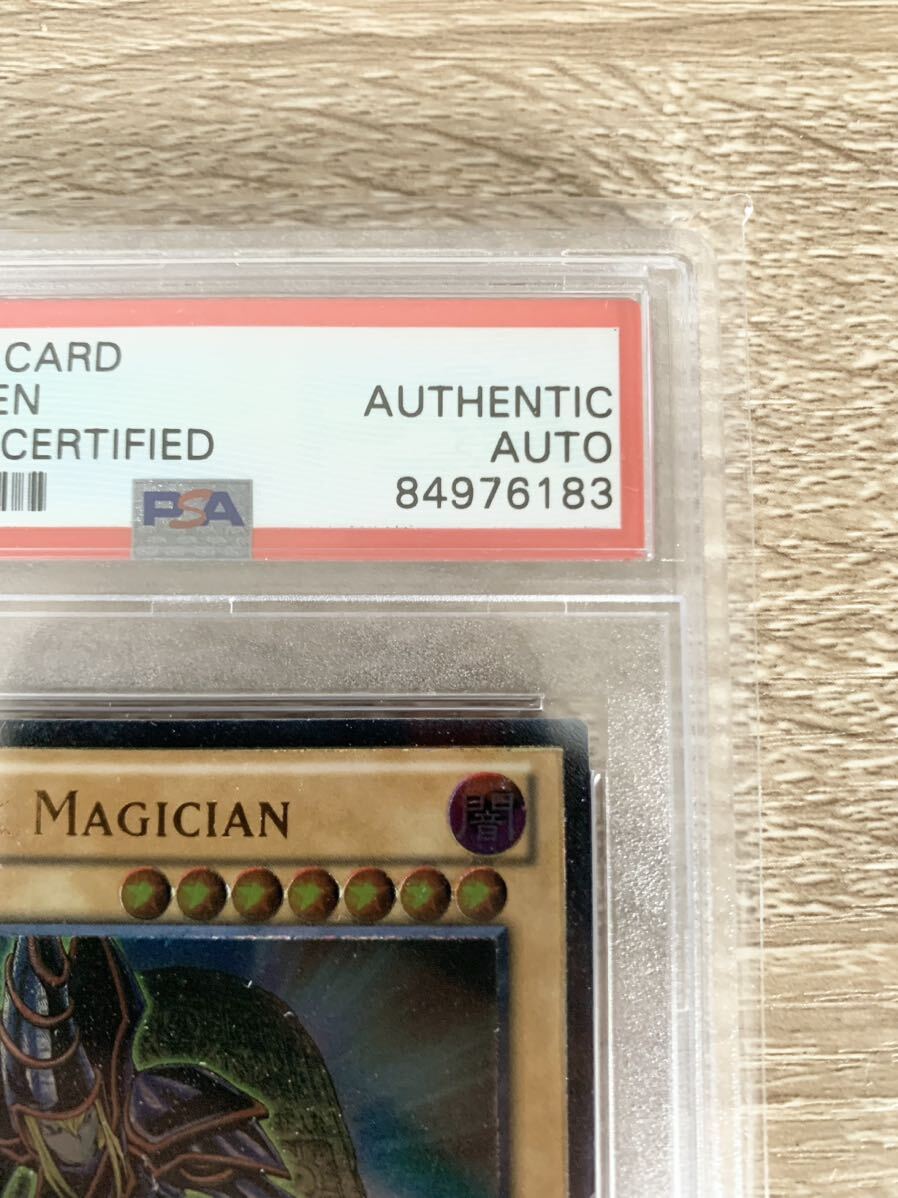 CARD
EN
CERTIFIED
AUTHENTIC
AUTO
84976183
PSA
MAGICIAN
闇